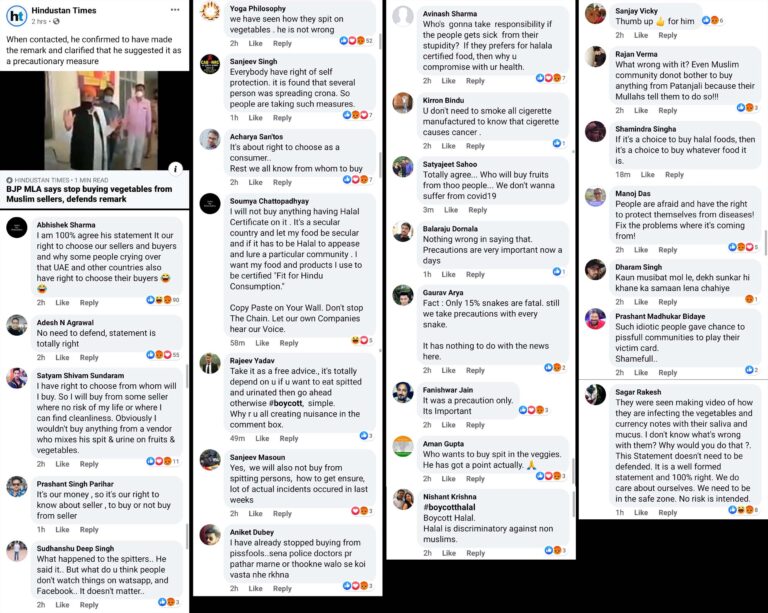 Hindustan Times
2 hrs •
When contacted, he confirmed to have made
the remark and clarified that he suggested it as
a precautionary measure
HINDUSTAN TIMES • 1 MIN READ
BJP MLA says stop buying vegetables from
Muslim sellers, defends remark
Abhishek Sharma
I am 100% agree his statement It our
right to choose our sellers and buyers
and why some people crying over
that UAE and other countries also
have right to choose their buyers 😂
😂
2h Like Reply 90
Adesh N Agrawal
No need to defend, statement is
totally right
2h Like Reply 55
Satyam Shivam Sundaram
I have right to choose from whom will
I buy. So I will buy from some seller
where no risk of my life or where I
can find cleanliness. Obviously I
wouldn't buy anything from a vendor
who mixes his spit & urine on fruits &
vegetables.
2h Like Reply 11
Prashant Singh Parihar
It's our money , so it's our right to
know about seller , to buy or not buy
from seller
1h Like Reply
Sudhanshu Deep Singh
What happened to the spitters.. He
said it.. But what do u think people
don't watch things on watsapp, and
Facebook.. It doesn't matter..
2h Like Reply 3
Yoga Philosophy
we have seen how they spit on
vegetables . he is not wrong
2h Like Reply 52
Sanjeev Singh
Everybody have right of self
protection. it is found that several
person was spreading crona. So
people are taking such measures.
1h Like Reply 7
Acharya San'tos
It's about right to choose as a
consumer..
Rest we all know from whom to buy
2h Like Reply 7
Soumya Chattopadhyay
I will not buy anything having Halal
Certificate on it . It's a secular
country and let my food be secular
and if it has to be Halal to appease
and lure a particular community . I
want my food and products I use to
be certified "Fit for Hindu
Consumption."
Copy Paste on Your Wall. Don't stop
The Chain. Let our own Companies
hear our Voice.
58m Like Reply 5
Rajeev Yadav
Take it as a free advice., it's totally
depend on u if u want to eat spitted
and urinated then go ahead
otherwise #boycott, simple.
Why r u all creating nuisance in the
comment box.
49m Like Reply 3
Sanjeev Masoun
Yes, we will also not buy from
spitting persons, how to get ensure,
lot of actual incidents occured in last
weeks
2h Like Reply 3
Aniket Dubey
I have already stopped buying from
pissfools..sena police doctors pr
pathar marne or thookne walo se koi
vasta nhe rkhna
2h Like Reply 3
Avinash Sharma
Who's gonna take responsibility if
the people gets sick from their
stupidity? If they prefers for halala
certified food, then why u
compromise with ur health.
2h Like Reply 7
Kirron Bindu
U don't need to smoke all cigerette
manufactured to know that cigerette
causes cancer .
2h Like Reply 1
Satyajeet Sahoo
Totally agree... Who will buy fruits
from thoo people... We don't wanna
suffer from covid19
3m Like Reply
Balaraju Dornala
Nothing wrong in saying that.
Precautions are very important now a
days
1h Like Reply 1
Gaurav Arya
Fact : Only 15% snakes are fatal. still
we take precautions with every
snake.
It has nothing to do with the news
here.
2h Like Reply 2
Fanishwar Jain
It was a precaution only.
Its Important
2h Like Reply 3
Aman Gupta
Who wants to buy spit in the veggies.
He has got a point actually. 🙏
2h Like Reply 3
Nishant Krishna
#boycotthalal
Boycott Halal.
Halal is discriminatory against non
muslims.
2h Like Reply 3
Sanjay Vicky
Thumb up 👍 for him
2h Like Reply 6
Rajan Verma
What wrong with it? Even Muslim
community donot bother to buy
anything from Patanjali because their
Mullahs tell them to do so!!!
2h Like Reply 3
Shamindra Singha
If it's a choice to buy halal foods, then
it's a choice to buy whatever food it
is.
18m Like Reply
Manoj Das
People are afraid and have the right
to protect themselves from diseases!
Fix the problems where it's coming
from!
2h Like Reply 5
Dharam Singh
Kaun musibat mol le, dekh sunkar hi
khane ka samaan lena chahiye
2h Like Reply 1
Prashant Madhukar Bidaye
Such idiotic people gave chance to
pissfull communities to play their
victim card.
Shamefull..
2h Like Reply 2
Sagar Rakesh
They were seen making video of how
they are infecting the vegetables and
currency notes with their saliva and
mucus. I don't know what's wrong
with them? Why would you do that ?.
This Statement doesn't need to be
defended. It is a well formed
statement and 100% right. We do
care about ourselves. We need to be
in the safe zone. No risk is intended.
1h Like Reply 8